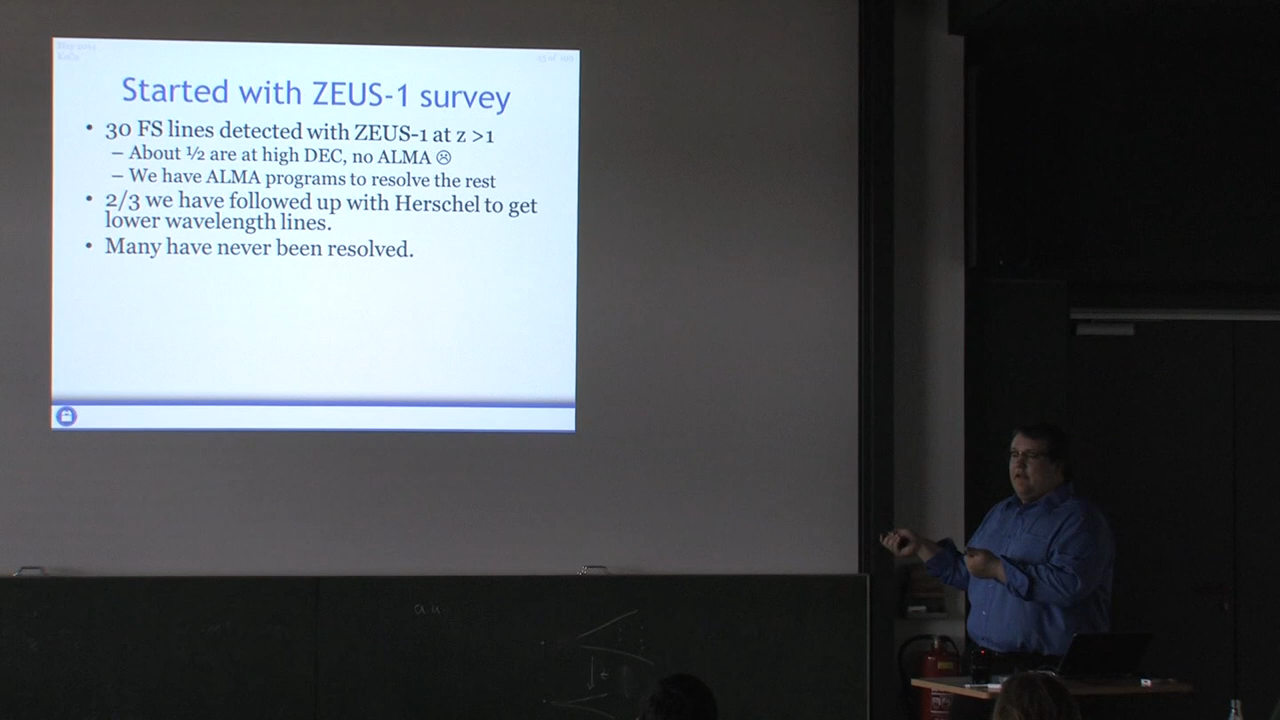 Started with ZEUS-1 survey
• 30 FS lines detected with ZEUS-1 at z >1
– About ½ are at high DEC, no ALMA ☹
– We have ALMA programs to resolve the rest
• 2/3 we have followed up with Herschel to get
lower wavelength lines.
• Many have never been resolved.